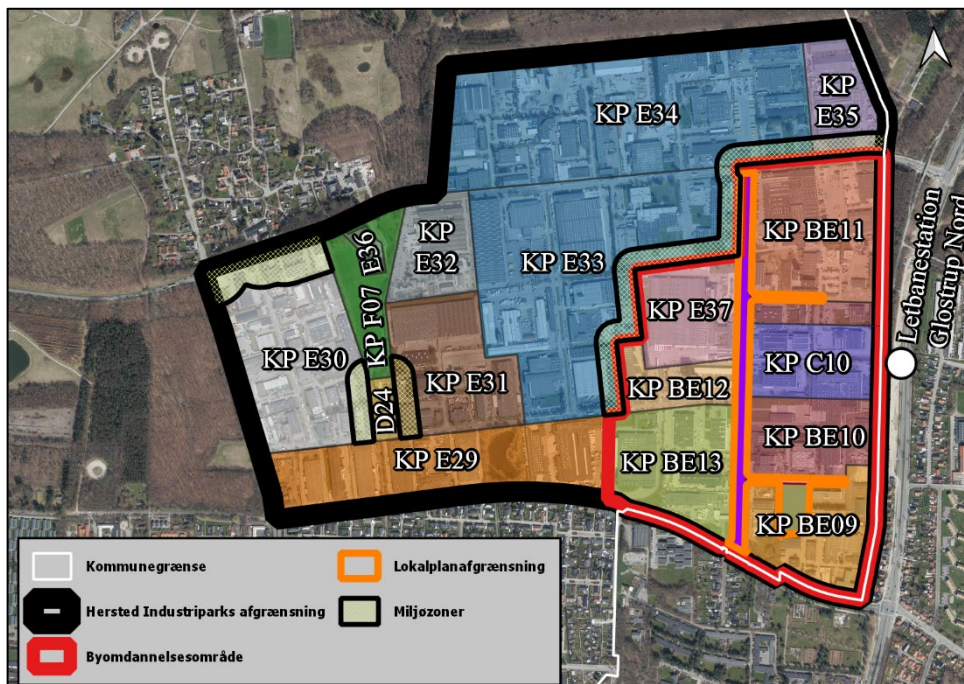 KP E34
KP
E35
KP
E32
E36
KP F07
KP E33
KP BE11
KP E37
KP E30
KP E31
KP BE12
KP C10
D24
KP E29
KP BE13
KP BE10
KP BE09
Letbanestation
Glostrup Nord
Kommunegrænse
Lokalplanafgrænsning
Hersted Industriparks afgrænsning
Miljøzoner
Byomdannelsesområde